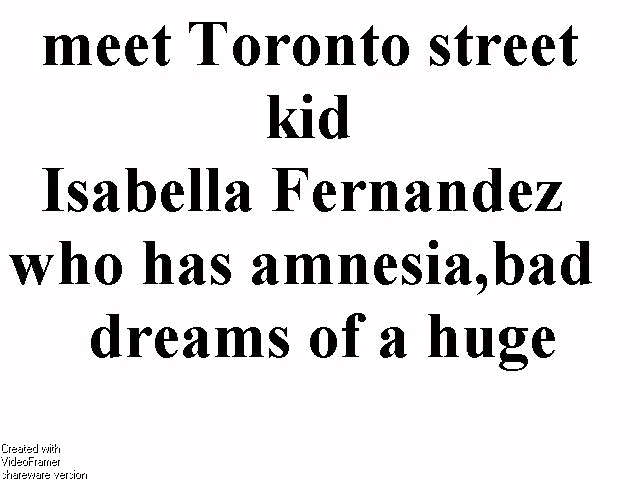 meet Toronto street
kid
Isabella Fernandez
who has amnesia,bad
dreams of a huge
Created with
VideoFramer
shareware version